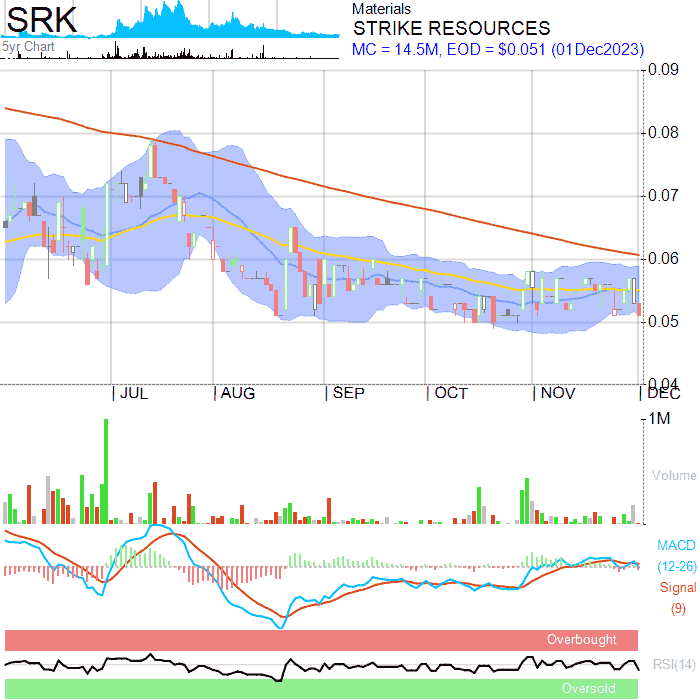 SRK
5yr Chart
Materials
STRIKE RESOURCES
MC = 14.5M, EOD = $0.051 (01Dec2023)
0.09
0.08
0.07
0.06
0.05
0.04
JUL AUG SEP OCT NOV DEC
1M
Volume
MACD
(12-26)
Signal
(9)
Overbought
RSI(14)
Oversold